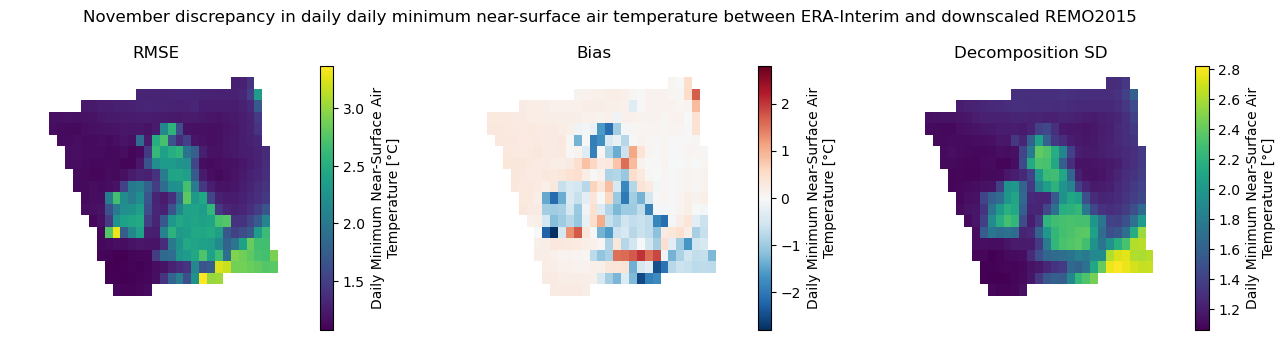 November discrepancy in daily daily minimum near-surface air temperature between ERA-Interim and downscaled REMO2015
RMSE
3.0
2.5
2.0
1.5
Daily Minimum Near-Surface Air
Temperature [°C]
Bias
2
1
0
−1
−2
Daily Minimum Near-Surface Air
Temperature [°C]
Decomposition SD
2.8
2.6
2.4
2.2
2.0
1.8
1.6
1.4
1.2
Daily Minimum Near-Surface Air
Temperature [°C]